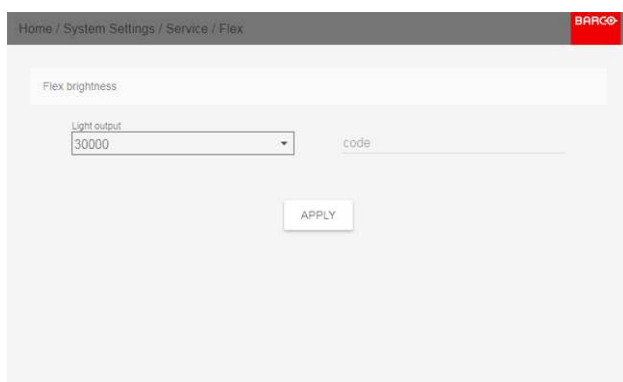 Home / System Settings / Service / Flex
BARCO
Flex brightness
Light output
30000
code
APPLY